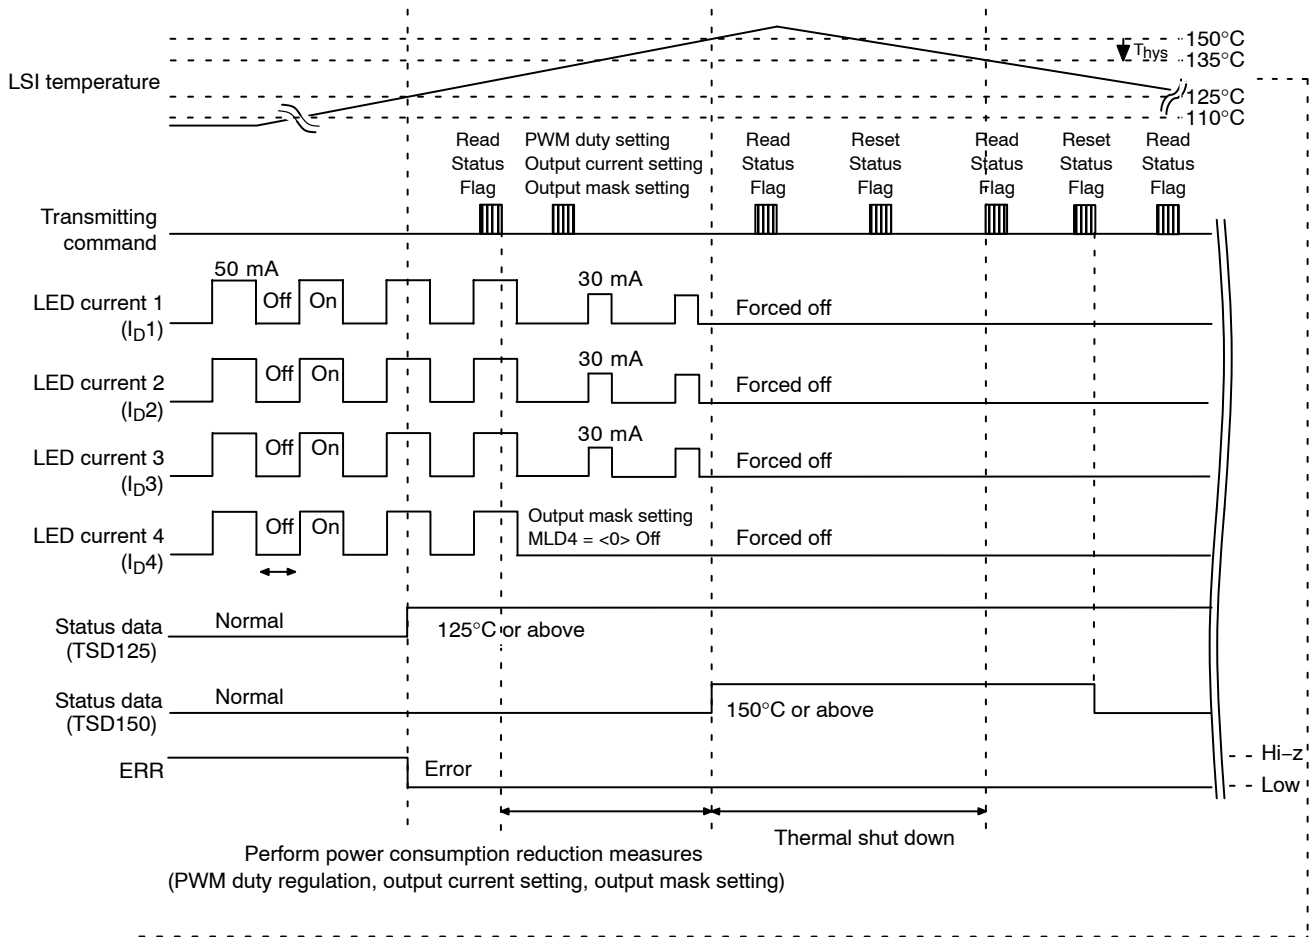 150°C
Thys
135°C
LSI temperature
125°C
110°C
Read Status Flag
PWM duty setting
Output current setting
Output mask setting
Read Status Flag
Reset Status Flag
Read Status Flag
Reset Status Flag
Read Status Flag
Transmitting command
50 mA
30 mA
LED current 1
Off
On
Forced off
(ID1)
30 mA
LED current 2
Off
On
Forced off
(ID2)
30 mA
LED current 3
Off
On
Forced off
(ID3)
Output mask setting
LED current 4
Off
On
MLD4 = <0> Off
Forced off
(ID4)
Status data
(TSD125)
Normal
125°C or above
Status data
(TSD150)
Normal
150°C or above
ERR
Error
Hi–z
Low
Thermal shut down
Perform power consumption reduction measures
(PWM duty regulation, output current setting, output mask setting)